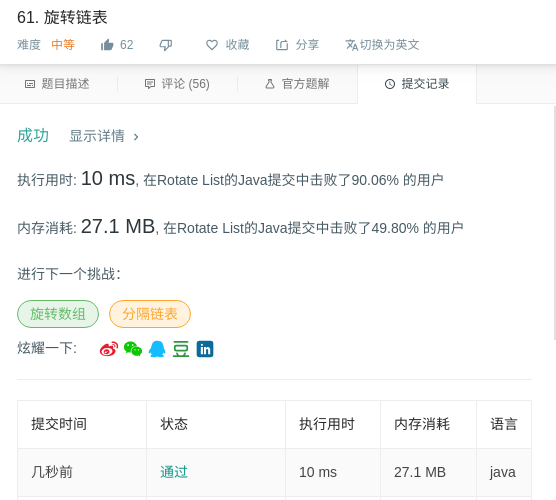 61. 旋转链表
难度 中等 62 收藏 分享 切换为英文
题目描述 评论 (56) 官方题解 提交记录
成功 显示详情 >
执行用时: 10 ms, 在Rotate List的Java提交中击败了90.06% 的用户
内存消耗: 27.1 MB, 在Rotate List的Java提交中击败了49.80% 的用户
进行下一个挑战:
旋转数组 分隔链表
炫耀一下:
提交时间 状态 执行用时 内存消耗 语言
几秒前 通过 10 ms 27.1 MB java